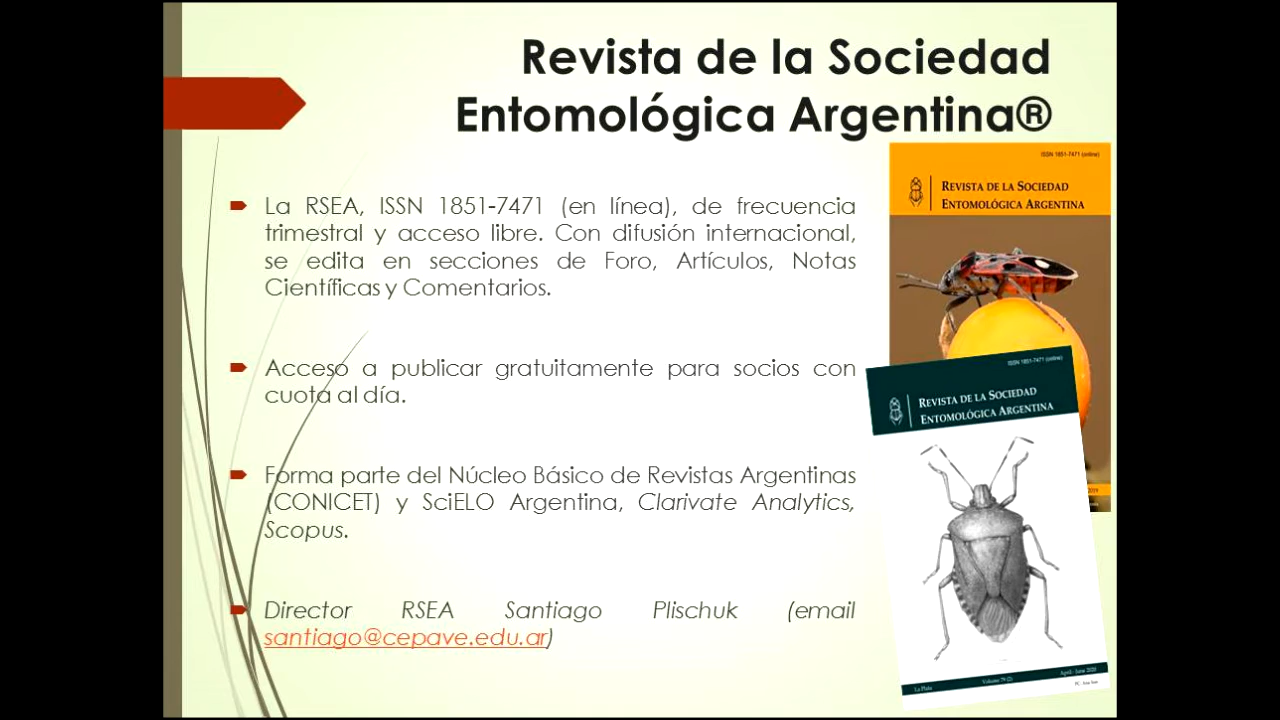 Revista de la Sociedad
Entomológica Argentina®
La RSEA, ISSN 1851-7471 (en línea), de frecuencia
trimestral y acceso libre. Con difusión internacional,
se edita en secciones de Foro, Artículos, Notas
Científicas y Comentarios.
Acceso a publicar gratuitamente para socios con
cuota al día.
Forma parte del Núcleo Básico de Revistas Argentinas
(CONICET) y SciELO Argentina, Clarivate Analytics,
Scopus.
Director RSEA Santiago Plischuk (email
santiago@cepave.edu.ar)
ISSN 1851-7471 (online)
REVISTA DE LA SOCIEDAD
ENTOMOLÓGICA ARGENTINA
2019
ISSN 1851-7471 (online)
REVISTA DE LA SOCIEDAD
ENTOMOLÓGICA ARGENTINA
La Plata Volume 79 (2) April - June 2020